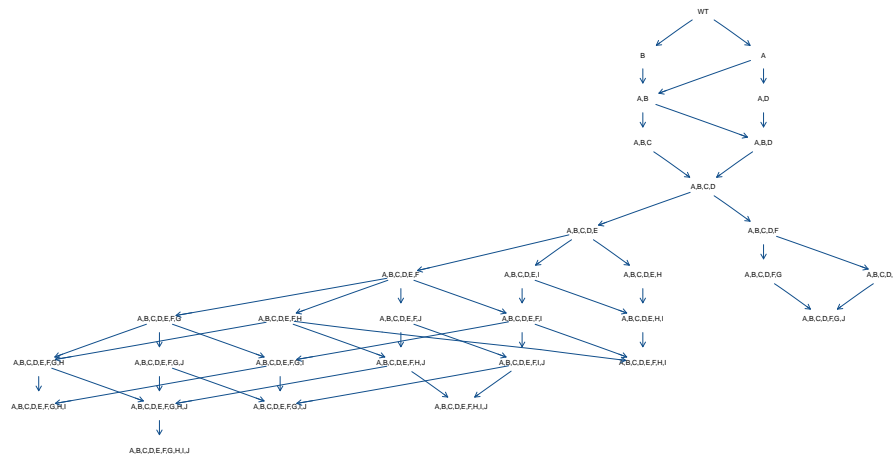 WT
B
A
A,B
A,D
A,B,C
A,B,D
A,B,C,D
A,B,C,D,E
A,B,C,D,F
A,B,C,D,E,F
A,B,C,D,E,I
A,B,C,D,E,H
A,B,C,D,F,G
A,B,C,D,
A,B,C,D,E,F,G
A,B,C,D,E,F,H
A,B,C,D,E,F,J
A,B,C,D,E,F,I
A,B,C,D,E,H,I
A,B,C,D,F,G,J
A,B,C,D,E,F,G,H
A,B,C,D,E,F,G,J
A,B,C,D,E,F,G,I
A,B,C,D,E,F,H,J
A,B,C,D,E,F,I,J
A,B,C,D,E,F,H,I
A,B,C,D,E,F,G,H,I
A,B,C,D,E,F,G,H,J
A,B,C,D,E,F,G,I,J
A,B,C,D,E,F,H,I,J
A,B,C,D,E,F,G,H,I,J